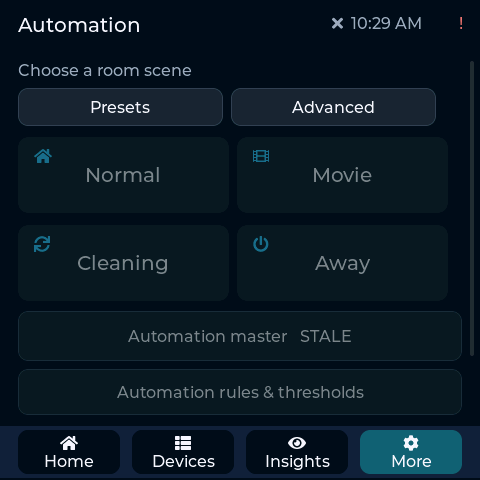 Automation
10:29 AM !
Choose a room scene
Presets Advanced
Normal Movie
Cleaning Away
Automation master STALE
Automation rules & thresholds
Home Devices Insights More